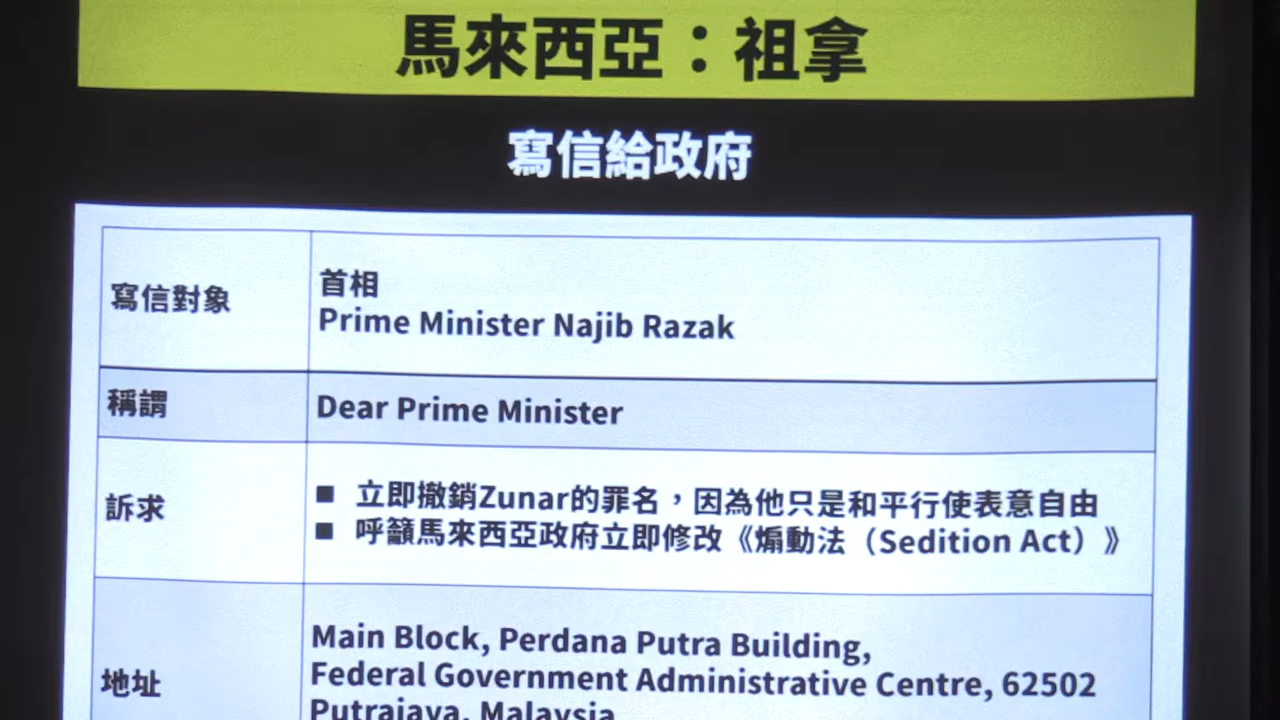 馬來西亞：祖拿
寫信給政府
寫信對象
首相
Prime Minister Najib Razak
稱謂
Dear Prime Minister
訴求
■ 立即撤銷Zunar的罪名，因為他只是和平行使表意自由
■ 呼籲馬來西亞政府立即修改《煽動法（Sedition Act）》
地址
Main Block, Perdana Putra Building,
Federal Government Administrative Centre, 62502
Putrajaya, Malaysia